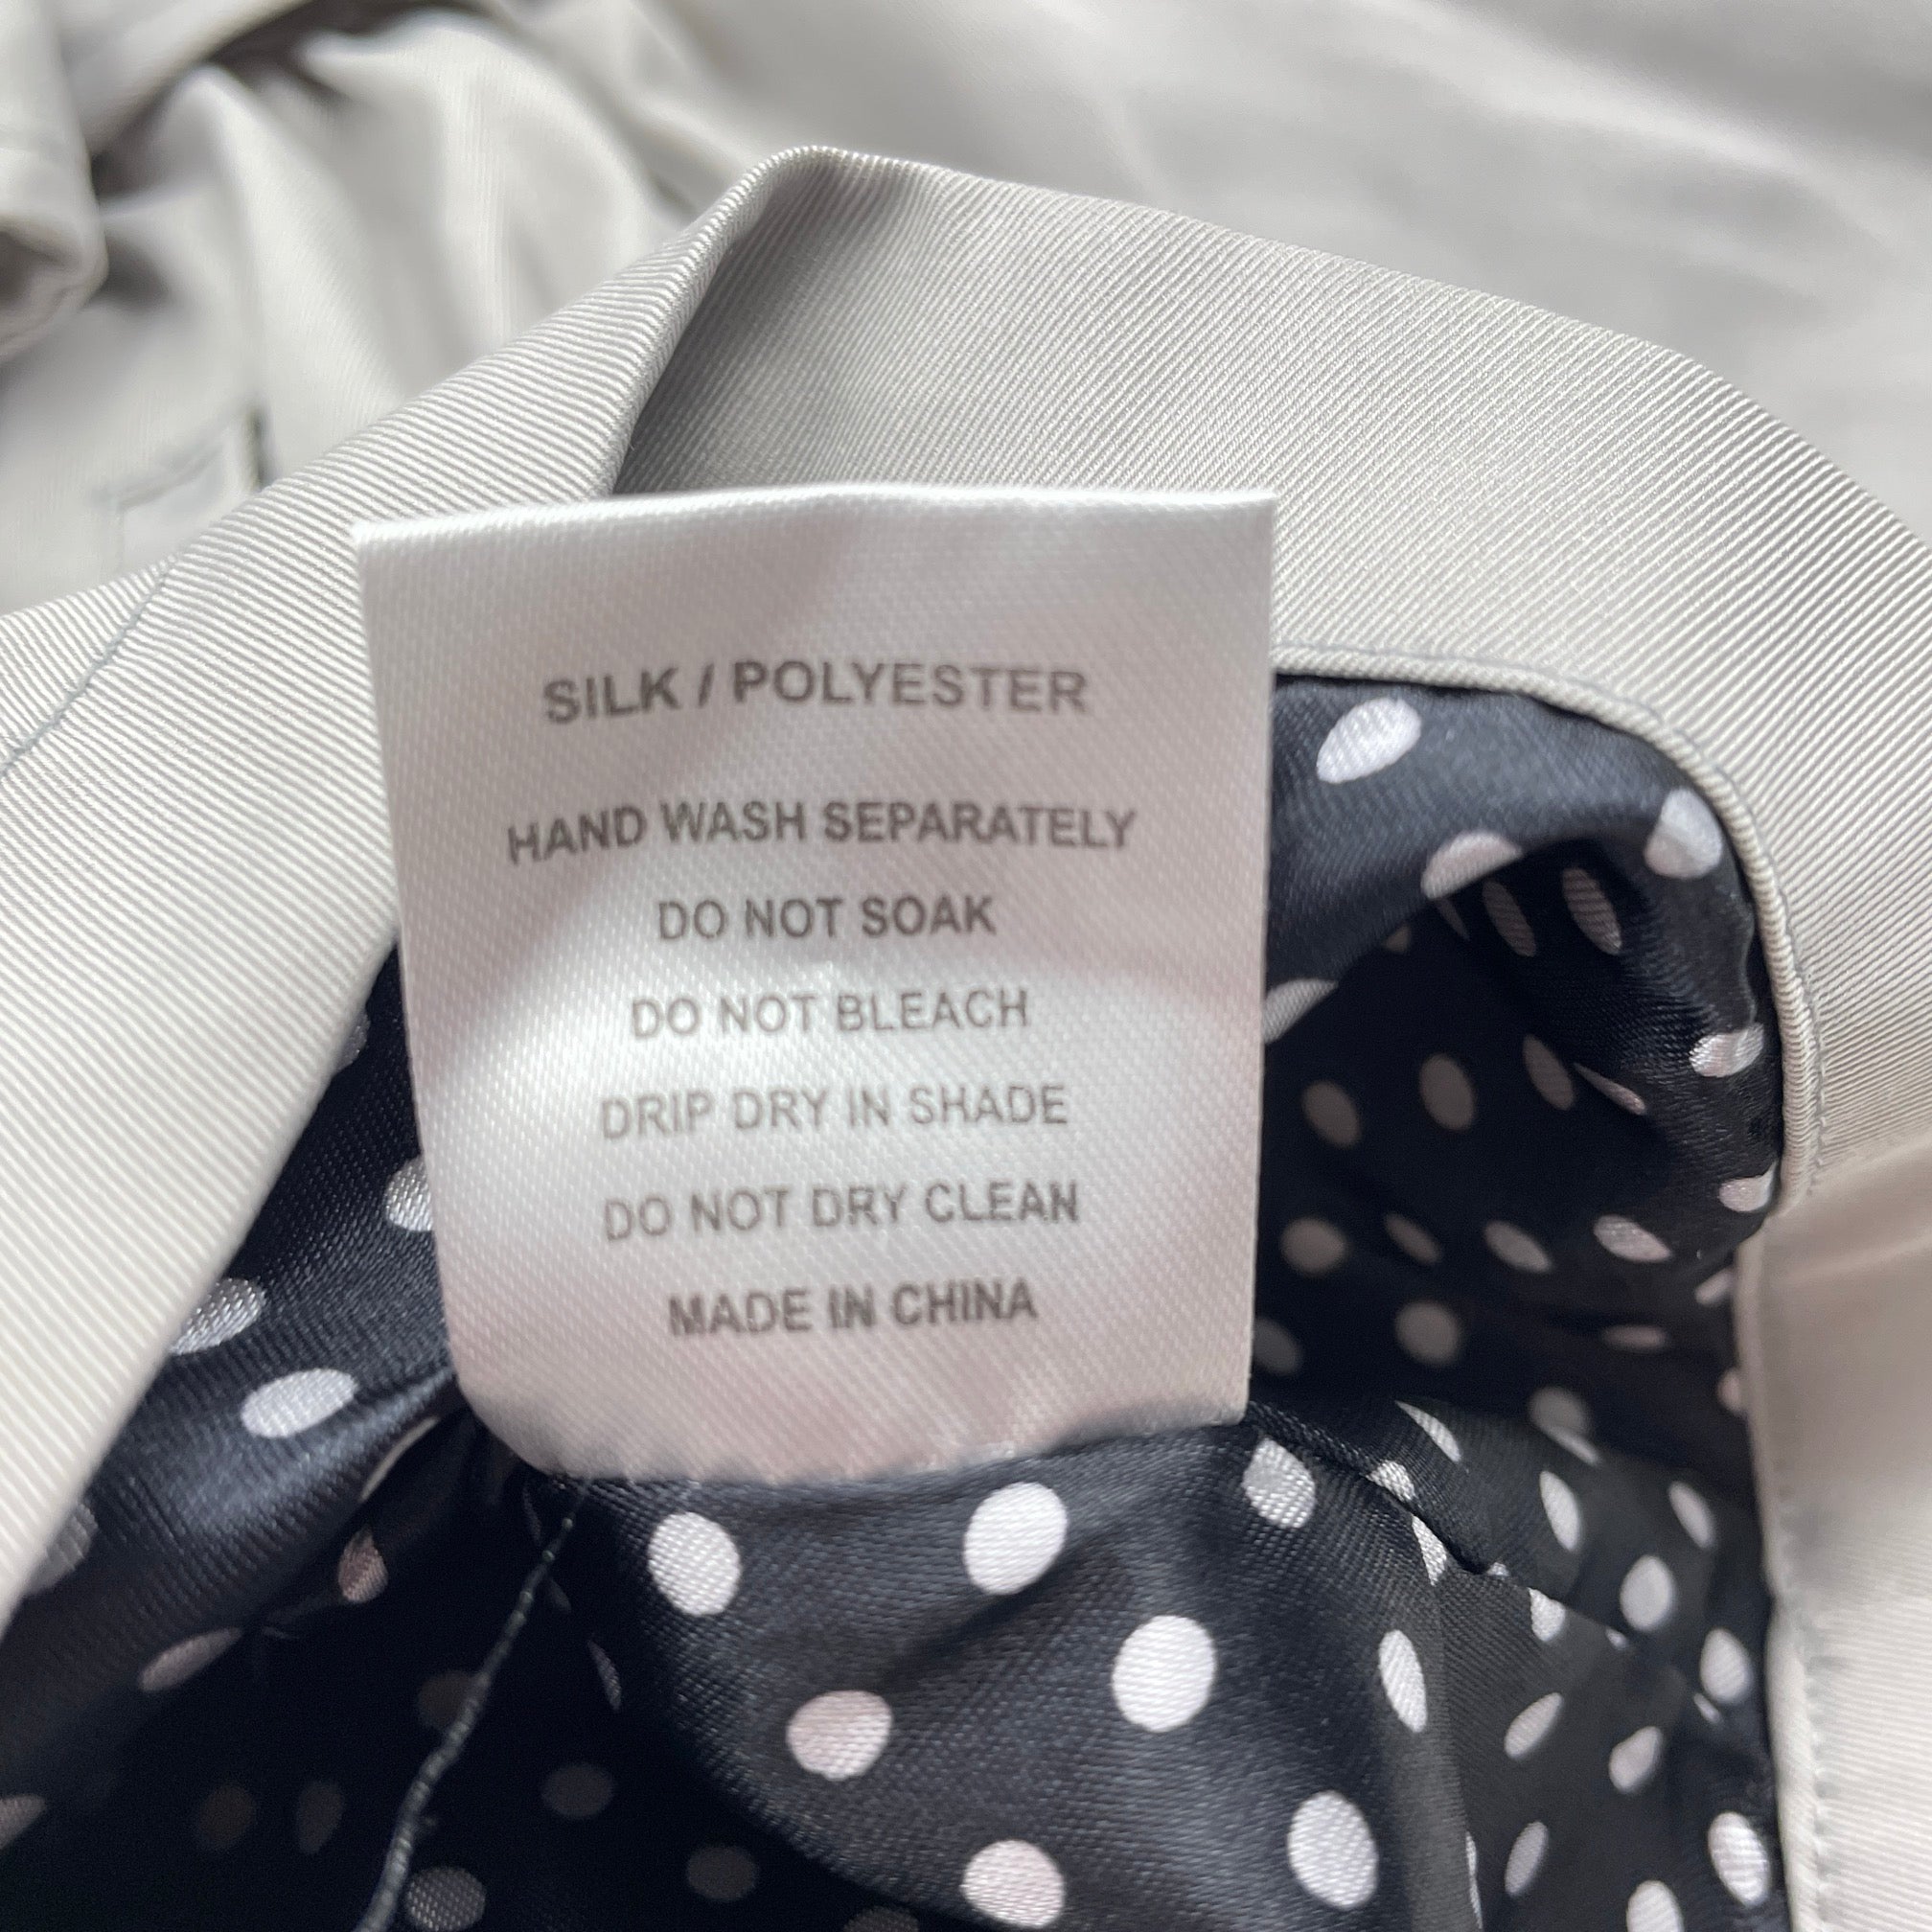 SILK / POLYESTER
HAND WASH SEPARATELY
DO NOT SOAK
DO NOT BLEACH
DRIP DRY IN SHADE
DO NOT DRY CLEAN
MADE IN CHINA